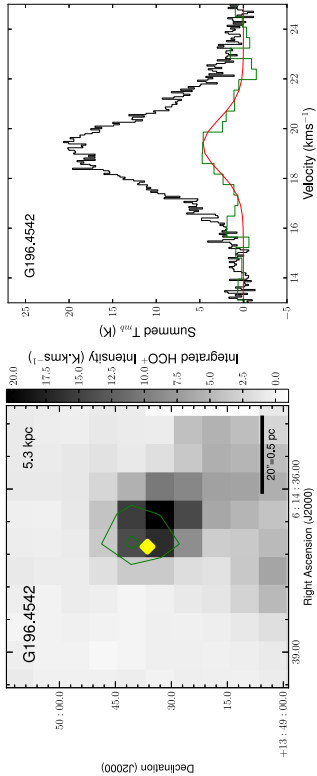 G196.4542
5.3 kpc
20"=0.5 pc
+13 : 49 : 00.0
15.0
30.0
45.0
50 : 00.0
Declination (J2000)
39.00
6 : 14 : 36.00
Right Ascension (J2000)
0.0
2.5
5.0
7.5
10.0
12.5
15.0
17.5
20.0
Integrated HCO⁺ Intensity (K.kms⁻¹)
G196.4542
25
20
15
10
5
0
−5
Summed T_mb (K)
14
16
18
20
22
24
Velocity (kms⁻¹)